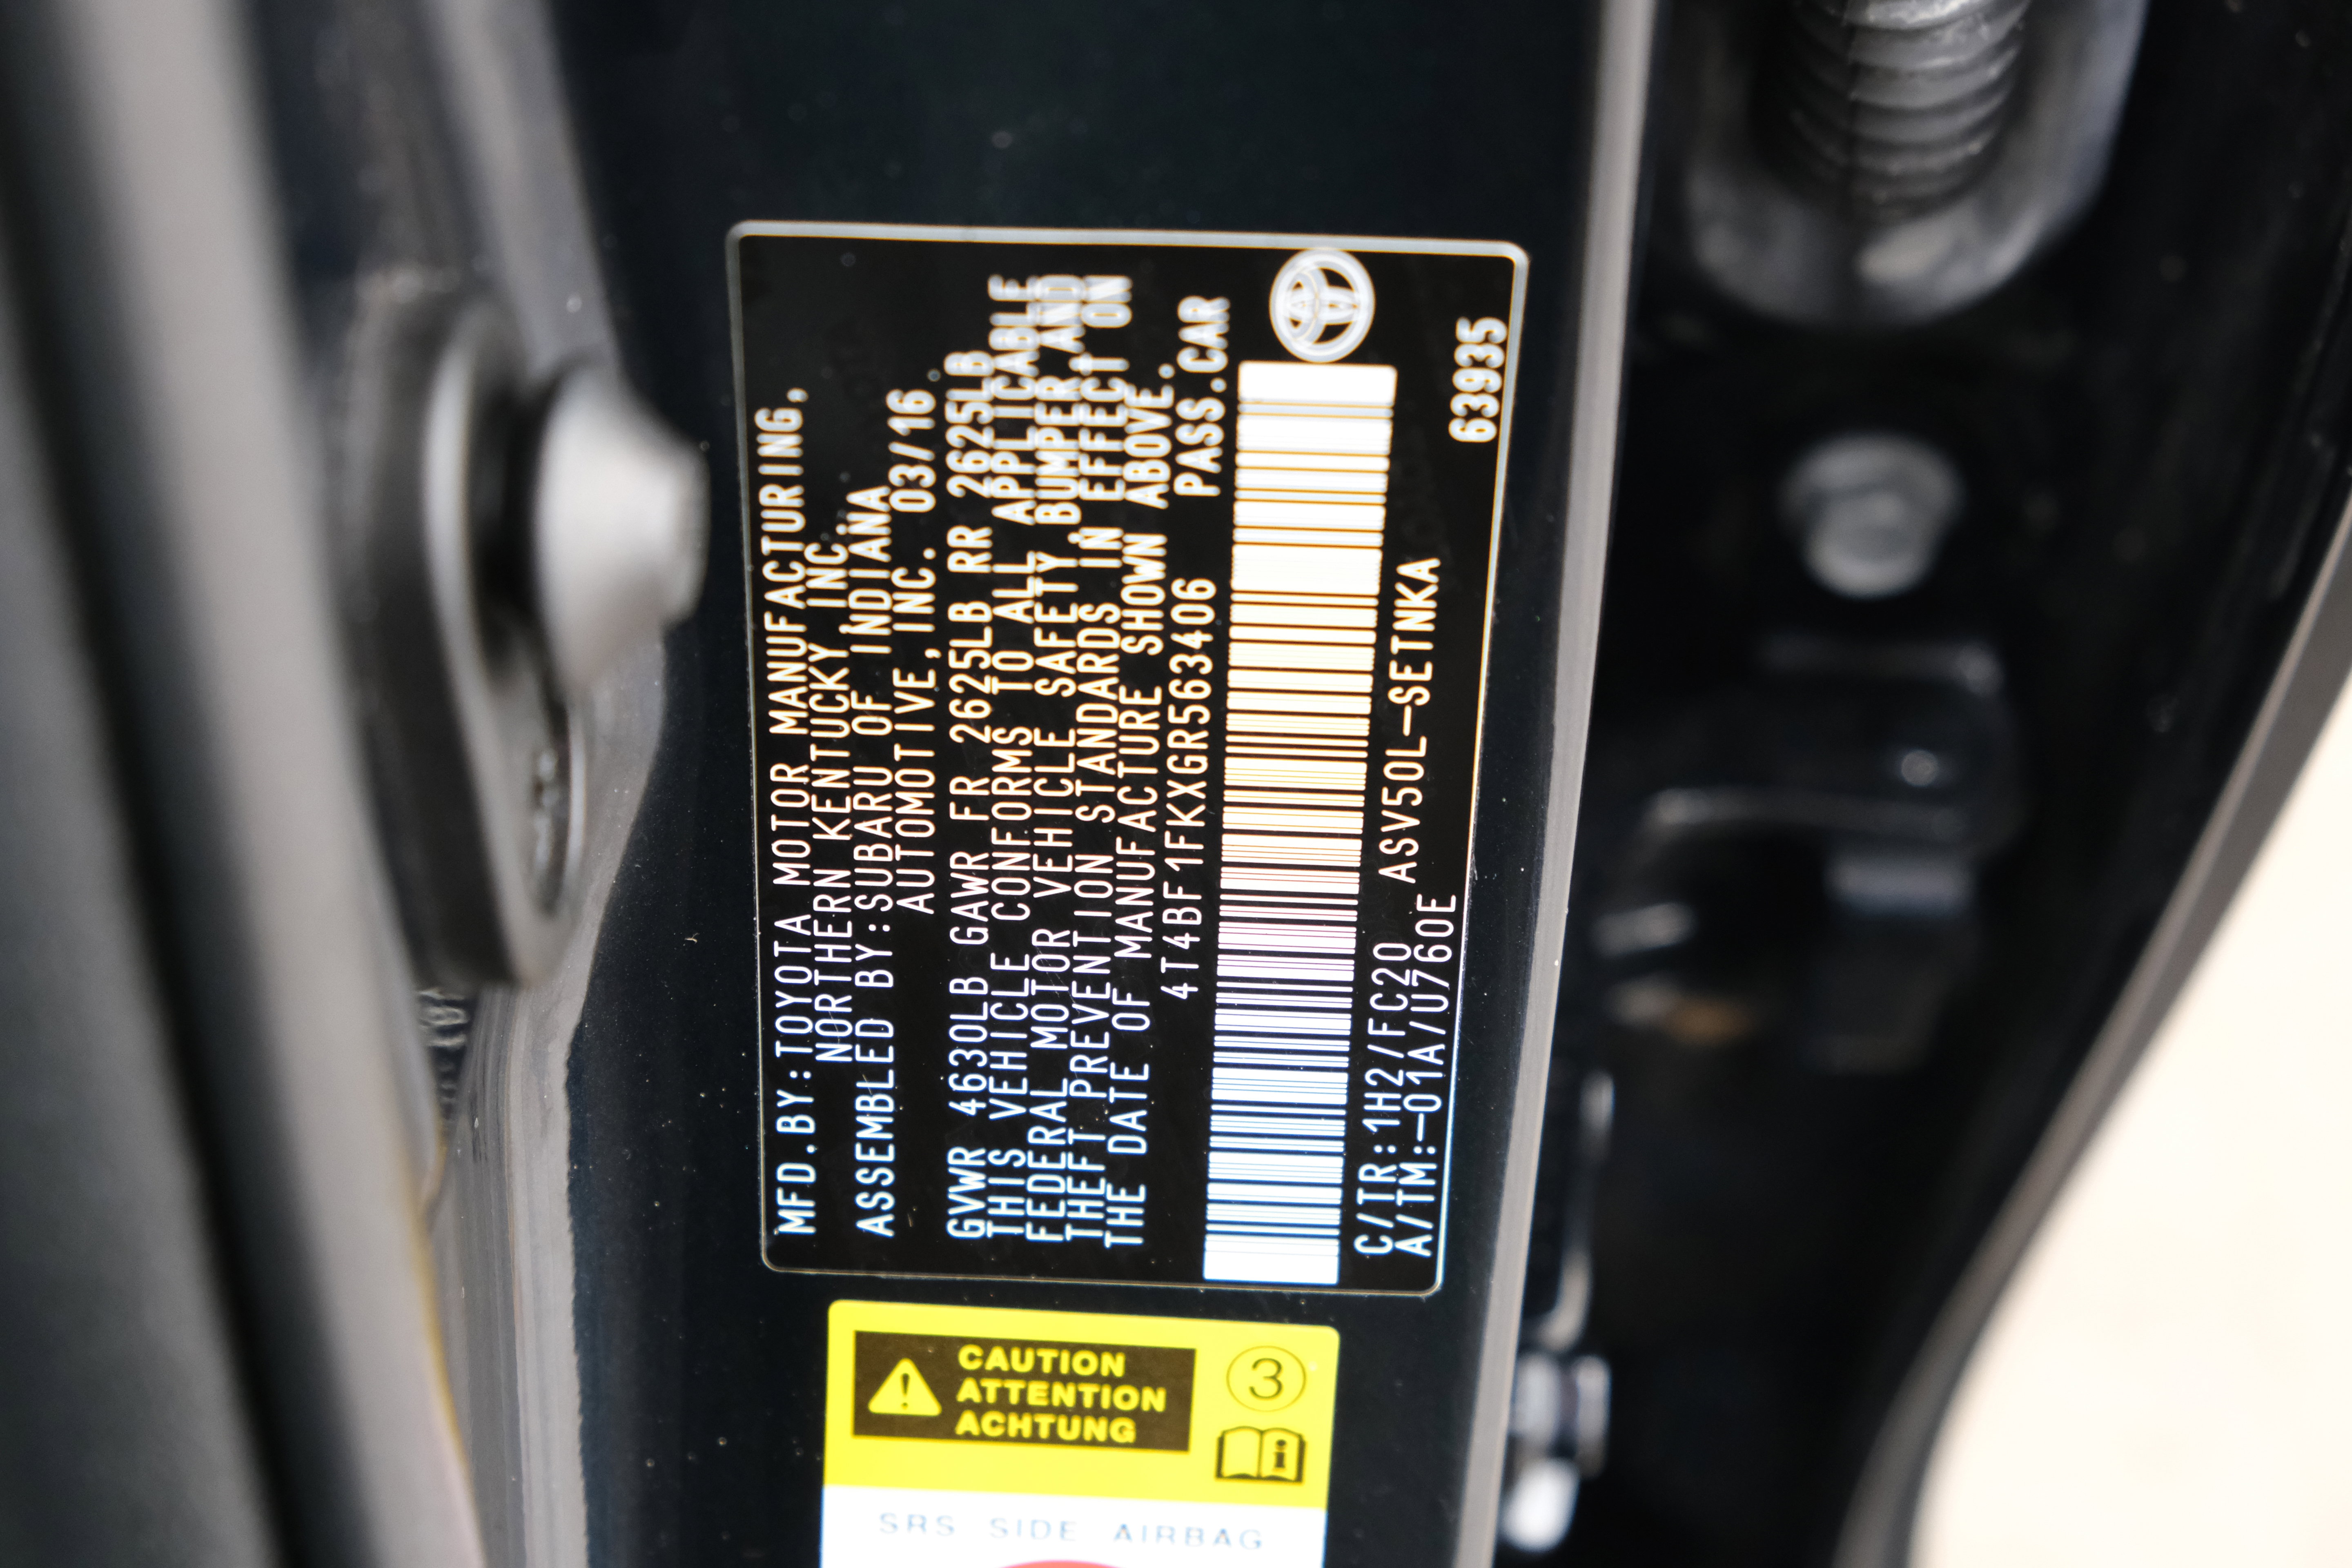 MFD.BY:TOYOTA MOTOR MANUFACTURING,
NORTHERN KENTUCKY INC
ASSEMBLED BY:SUBARU OF INDIANA
AUTOMOTIVE,INC. 03/16
GVWR 4630LB GAWR FR 2625LB RR 2625LB
THIS VEHICLE CONFORMS TO ALL APPLICABLE
FEDERAL MOTOR VEHICLE SAFETY,BUMPER,AND
THEFT PREVENTION STANDARDS IN EFFECT ON
THE DATE OF MANUFACTURE SHOWN ABOVE.
4T4BF1FKXGR563406 PASS.CAR
C/TR:1H2/FC20 ASV50L-SETNKA
A/TM:-01A/U760E 63935
CAUTION
ATTENTION
ACHTUNG
3
SRS SIDE AIRBAG